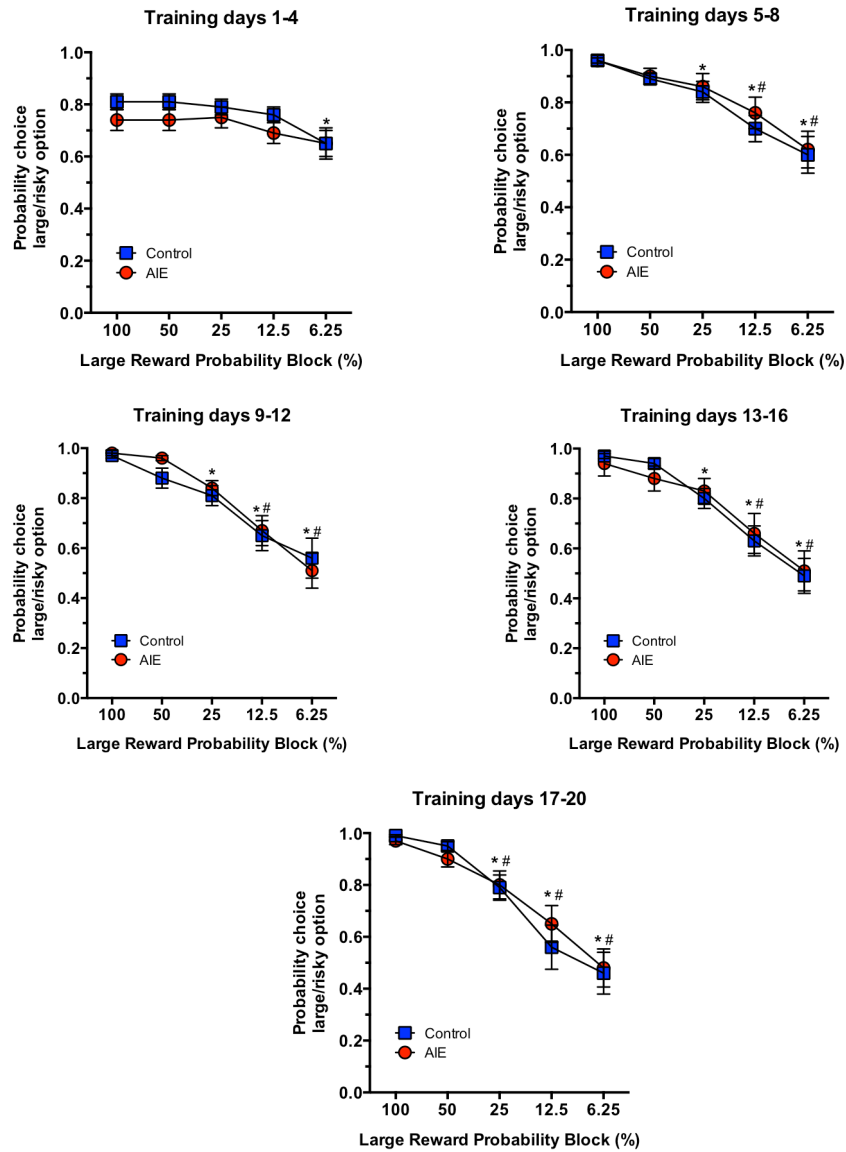 Training days 1-4
Probability choice
large/risky option
1.0
0.8
0.6
0.4
0.2
0.0
*
Control
AIE
100 50 25 12.5 6.25
Large Reward Probability Block (%)
Training days 5-8
Probability choice
large/risky option
1.0
0.8
0.6
0.4
0.2
0.0
* *# *#
Control
AIE
100 50 25 12.5 6.25
Large Reward Probability Block (%)
Training days 9-12
Probability choice
large/risky option
1.0
0.8
0.6
0.4
0.2
0.0
* *# *#
Control
AIE
100 50 25 12.5 6.25
Large Reward Probability Block (%)
Training days 13-16
Probability choice
large/risky option
1.0
0.8
0.6
0.4
0.2
0.0
* *# *#
Control
AIE
100 50 25 12.5 6.25
Large Reward Probability Block (%)
Training days 17-20
Probability choice
large/risky option
1.0
0.8
0.6
0.4
0.2
0.0
*# *# *#
Control
AIE
100 50 25 12.5 6.25
Large Reward Probability Block (%)